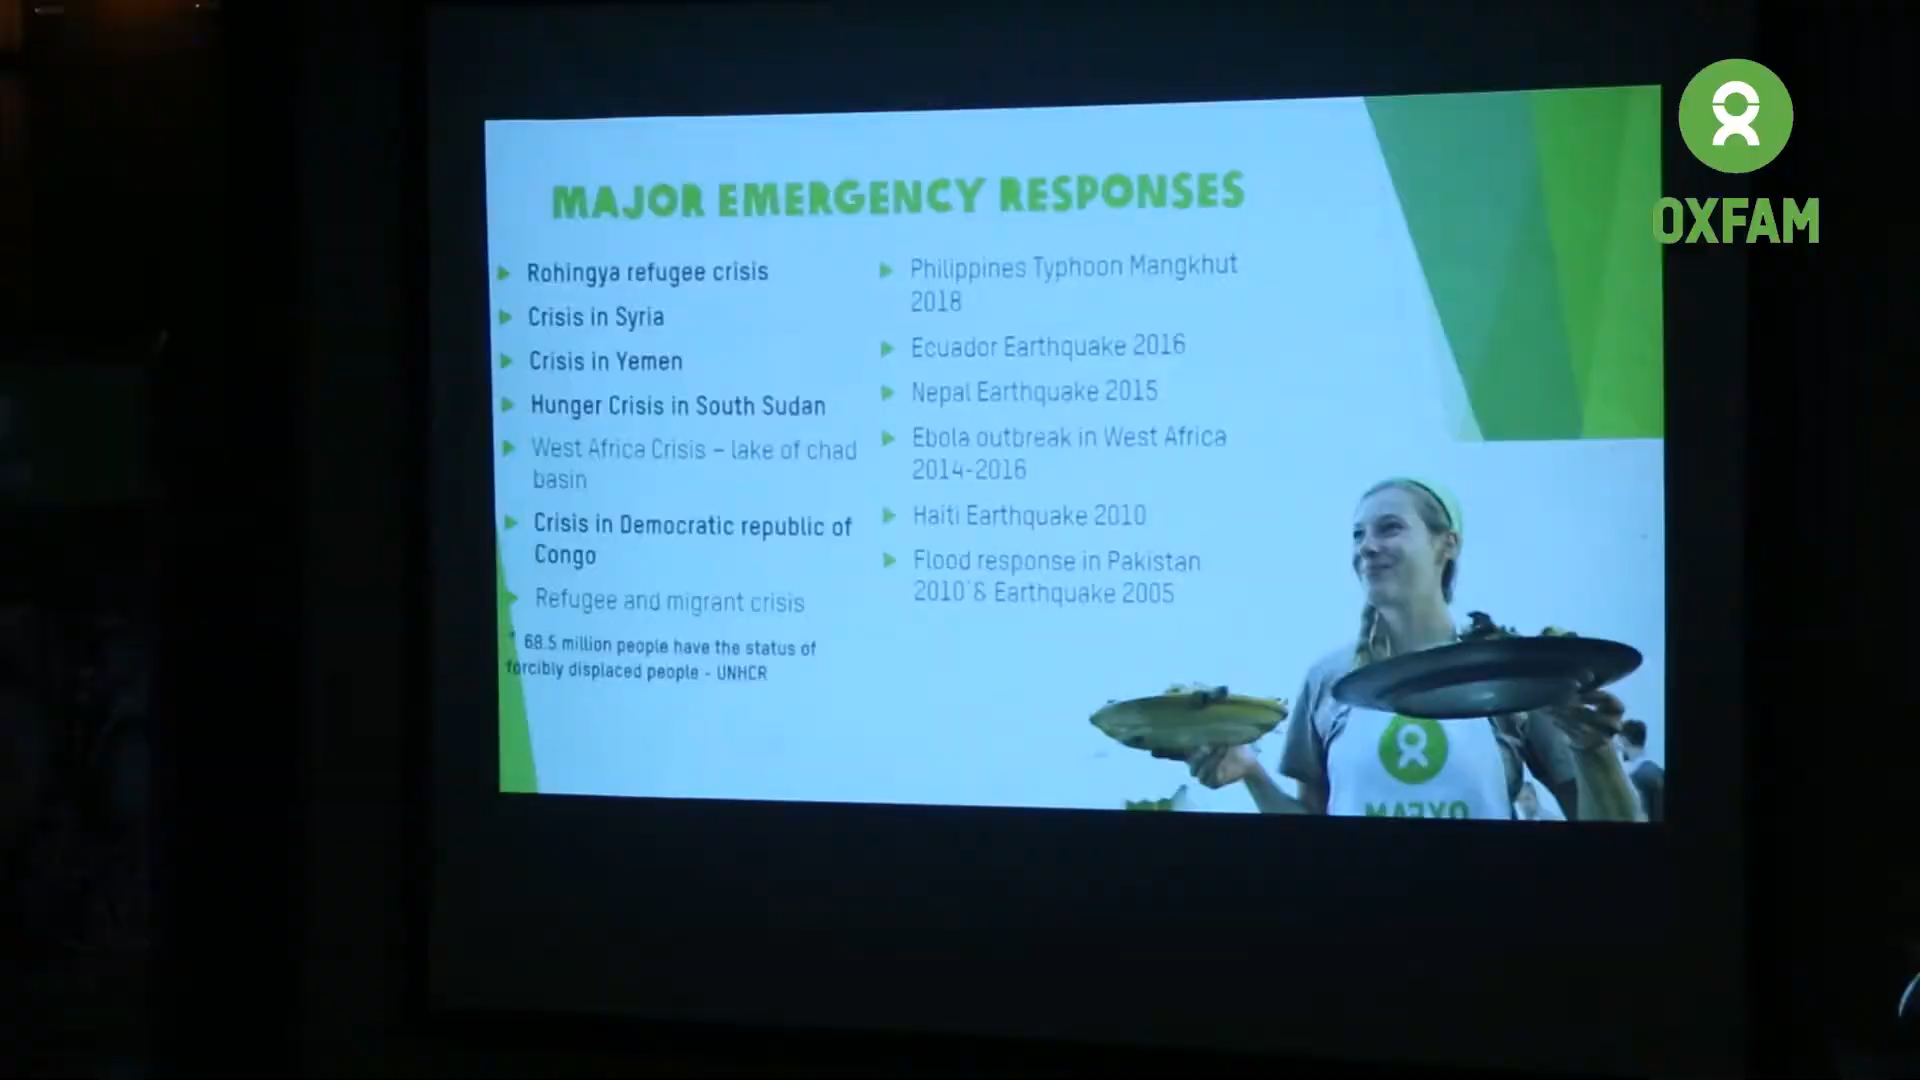 MAJOR EMERGENCY RESPONSES
Rohingya refugee crisis
Crisis in Syria
Crisis in Yemen
Hunger Crisis in South Sudan
West Africa Crisis – lake of chad
basin
Crisis in Democratic republic of
Congo
Refugee and migrant crisis
* 68.5 million people have the status of
forcibly displaced people - UNHCR
Philippines Typhoon Mangkhut
2018
Ecuador Earthquake 2016
Nepal Earthquake 2015
Ebola outbreak in West Africa
2014-2016
Haiti Earthquake 2010
Flood response in Pakistan
2010 & Earthquake 2005
OXFAM
OXFAM